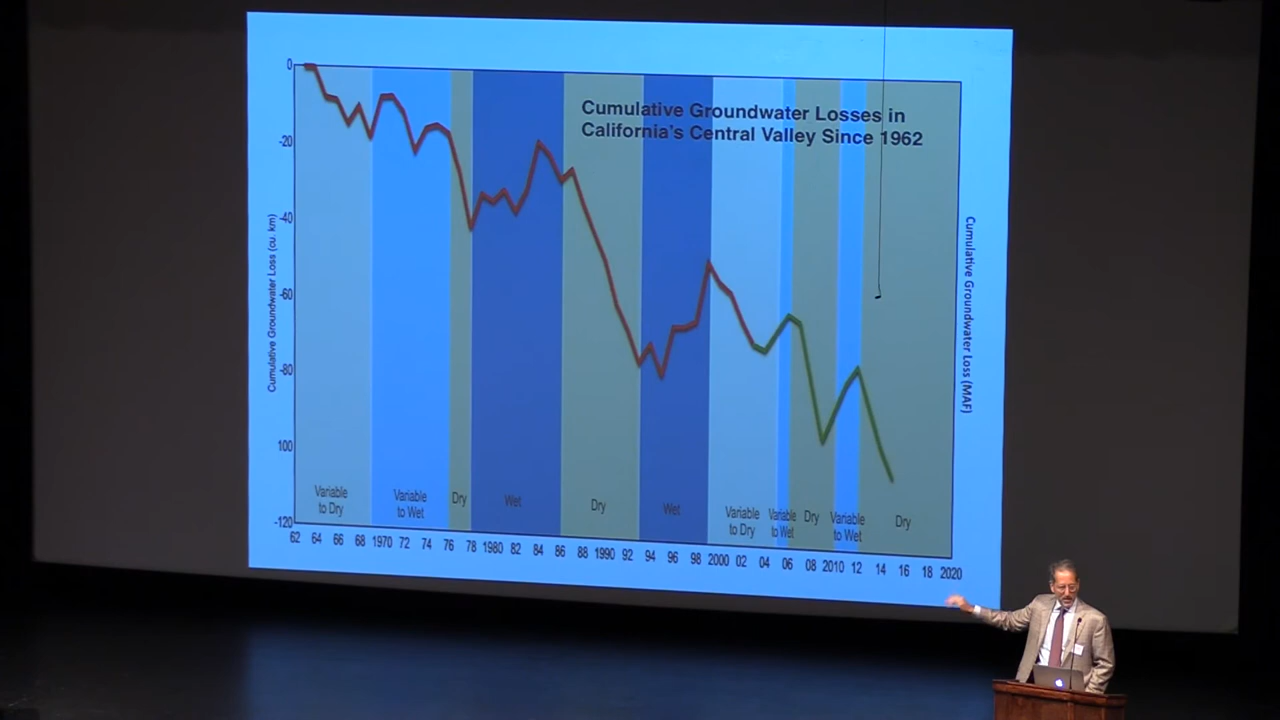 Cumulative Groundwater Losses in
California's Central Valley Since 1962
Cumulative Groundwater Loss (cu. km)
0
-20
-40
-60
-80
100
-120
Cumulative Groundwater Loss (MAF)
Variable
to Dry
Variable
to Wet
Dry
Wet
Dry
Wet
Variable
to Dry
Variable
to Wet
Dry
Variable
to Wet
Dry
62 64 66 68 1970 72 74 76 78 1980 82 84 86 88 1990 92 94 96 98 2000 02 04 06 08 2010 12 14 16 18 2020